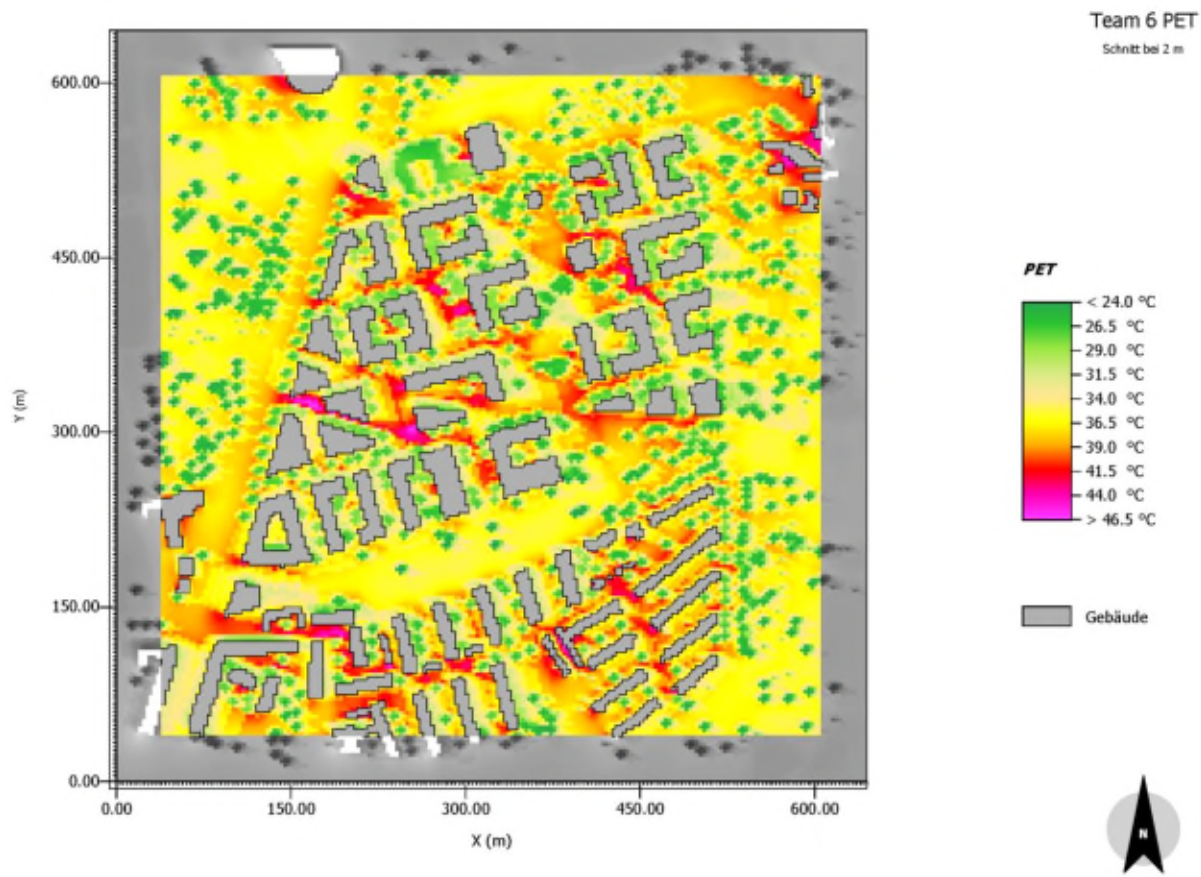 Team 6 PET
Schnitt bei 2 m
600.00
450.00
300.00
150.00
0.00
Y (m)
0.00 150.00 300.00 450.00 600.00
X (m)
PET
< 24.0 °C
26.5 °C
29.0 °C
31.5 °C
34.0 °C
36.5 °C
39.0 °C
41.5 °C
44.0 °C
> 46.5 °C
Gebäude
N